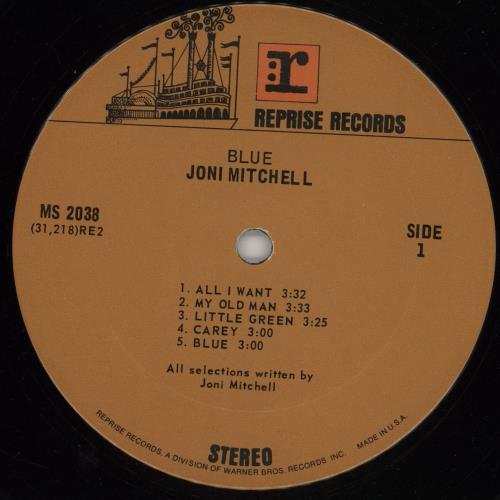 r
REPRISE RECORDS
BLUE
JONI MITCHELL
MS 2038
(31,218)RE2
SIDE
1
1. ALL I WANT 3:32
2. MY OLD MAN 3:33
3. LITTLE GREEN 3:25
4. CAREY 3:00
5. BLUE 3:00
All selections written by
Joni Mitchell
STEREO
REPRISE RECORDS, A DIVISION OF WARNER BROS. RECORDS INC. MADE IN U.S.A.